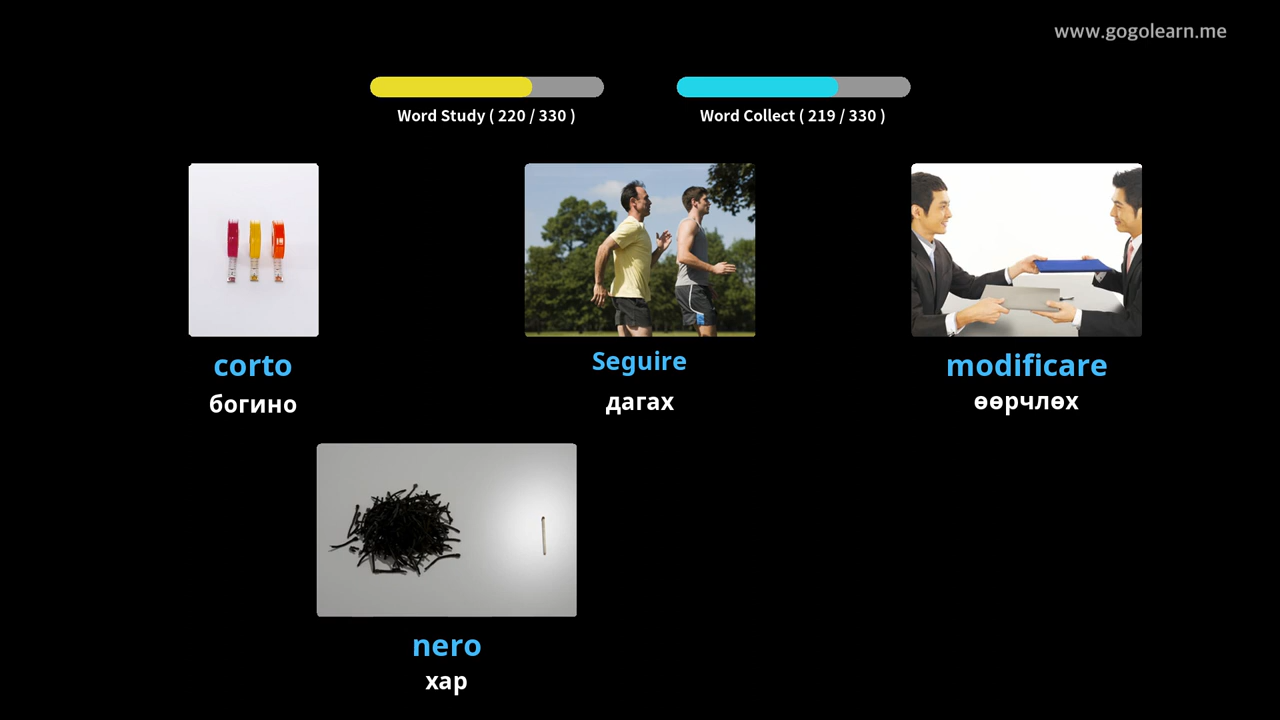 www.gogolearn.me
Word Study ( 220 / 330 )
Word Collect ( 219 / 330 )
corto
Seguire
modificare
богино
дагах
өөрчлөх
nero
хар